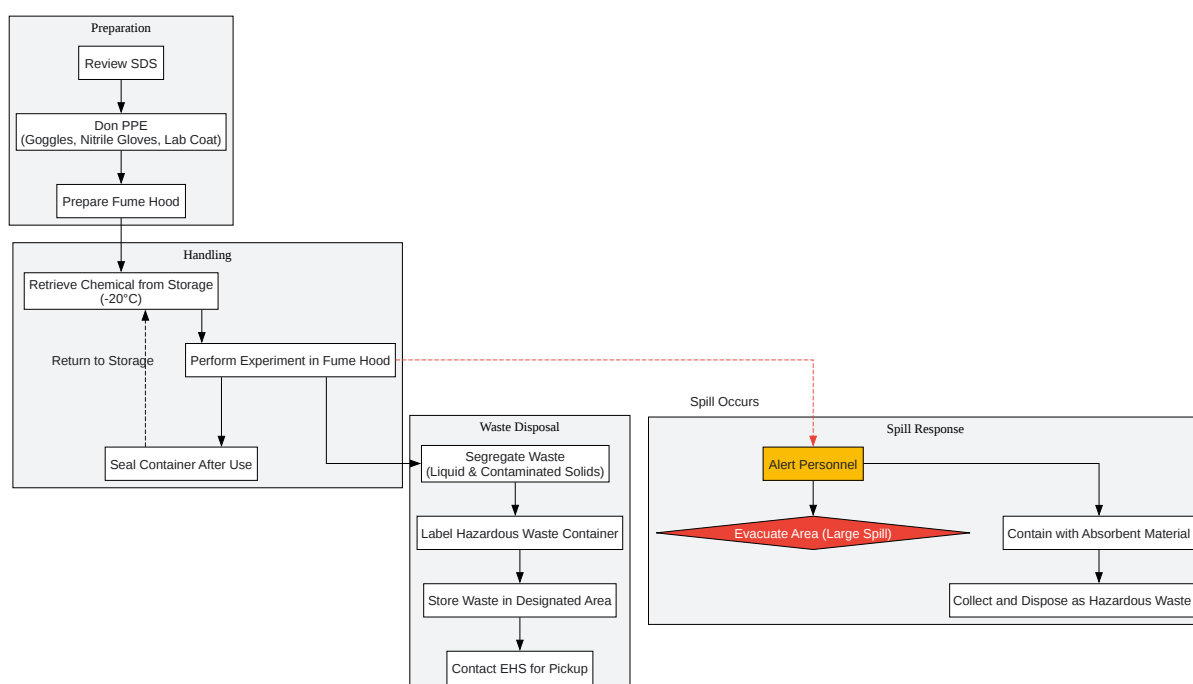 Preparation
Review SDS
Don PPE
(Goggles, Nitrile Gloves, Lab Coat)
Prepare Fume Hood
Handling
Retrieve Chemical from Storage
(-20°C)
Return to Storage
Perform Experiment in Fume Hood
Seal Container After Use
Waste Disposal
Segregate Waste
(Liquid & Contaminated Solids)
Label Hazardous Waste Container
Store Waste in Designated Area
Contact EHS for Pickup
Spill Occurs
Spill Response
Alert Personnel
Evacuate Area (Large Spill)
Contain with Absorbent Material
Collect and Dispose as Hazardous Waste